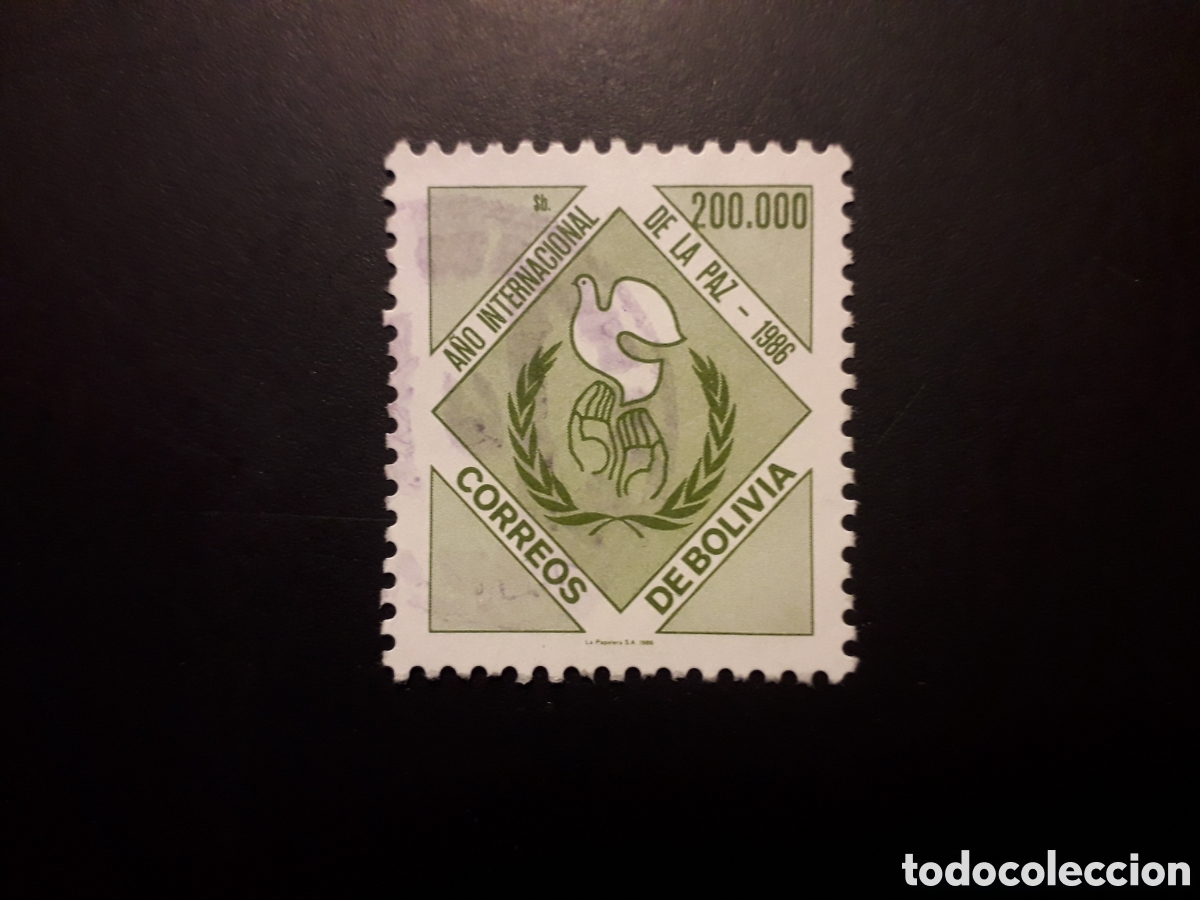 $b.
200.000
AÑO INTERNACIONAL
DE LA PAZ - 1986
CORREOS
DE BOLIVIA
La Papelera S.A. 1986
todocoleccion